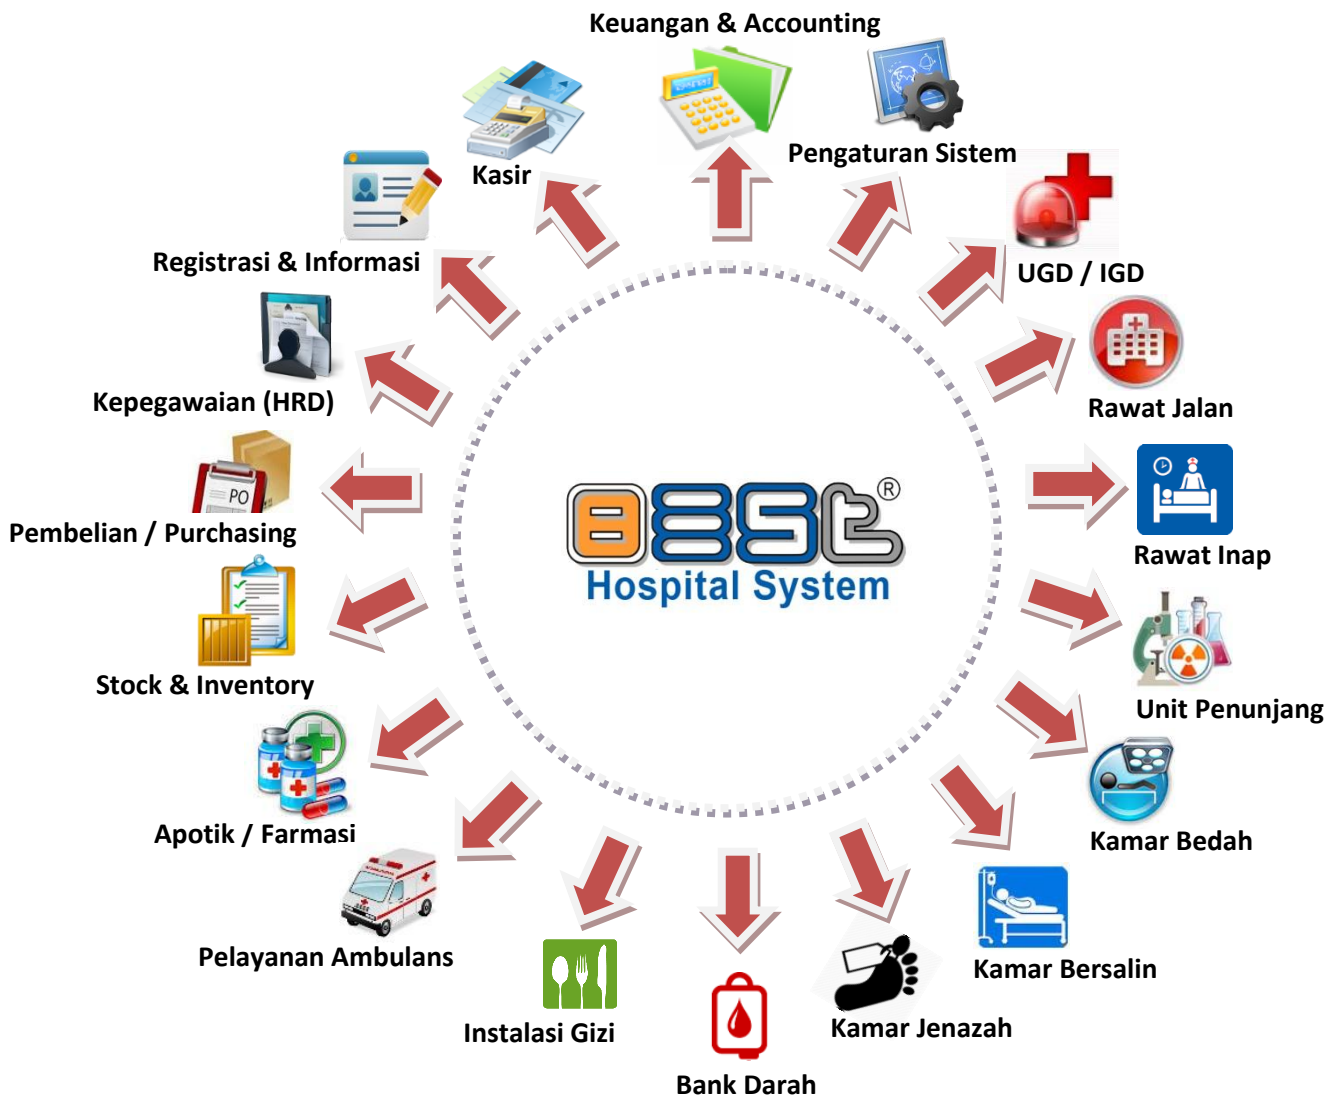 Keuangan & Accounting
Pengaturan Sistem
Kasir
UGD / IGD
Registrasi & Informasi
Rawat Jalan
Kepegawaian (HRD)
PO
Pembelian / Purchasing
BESt®
Hospital System
Rawat Inap
Stock & Inventory
Unit Penunjang
Apotik / Farmasi
Kamar Bedah
Pelayanan Ambulans
Kamar Bersalin
Instalasi Gizi
Kamar Jenazah
Bank Darah